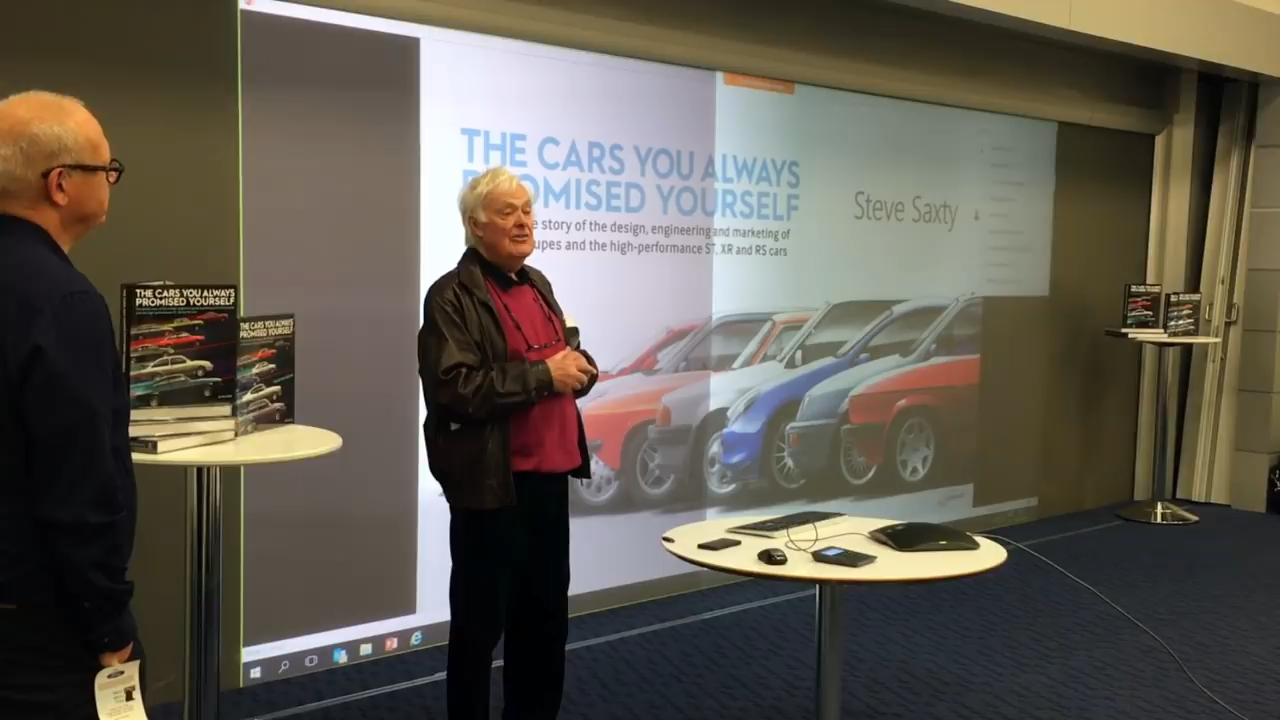 THE CARS YOU ALWAYS
OMISED YOURSELF
e story of the design, engineering and marketing of
upes and the high-performance ST, XR and RS cars
Steve Saxty
THE CARS YOU ALWAYS
PROMISED YOURSELF
THE CARS YOU ALWAYS
PROMISED YOURSELF